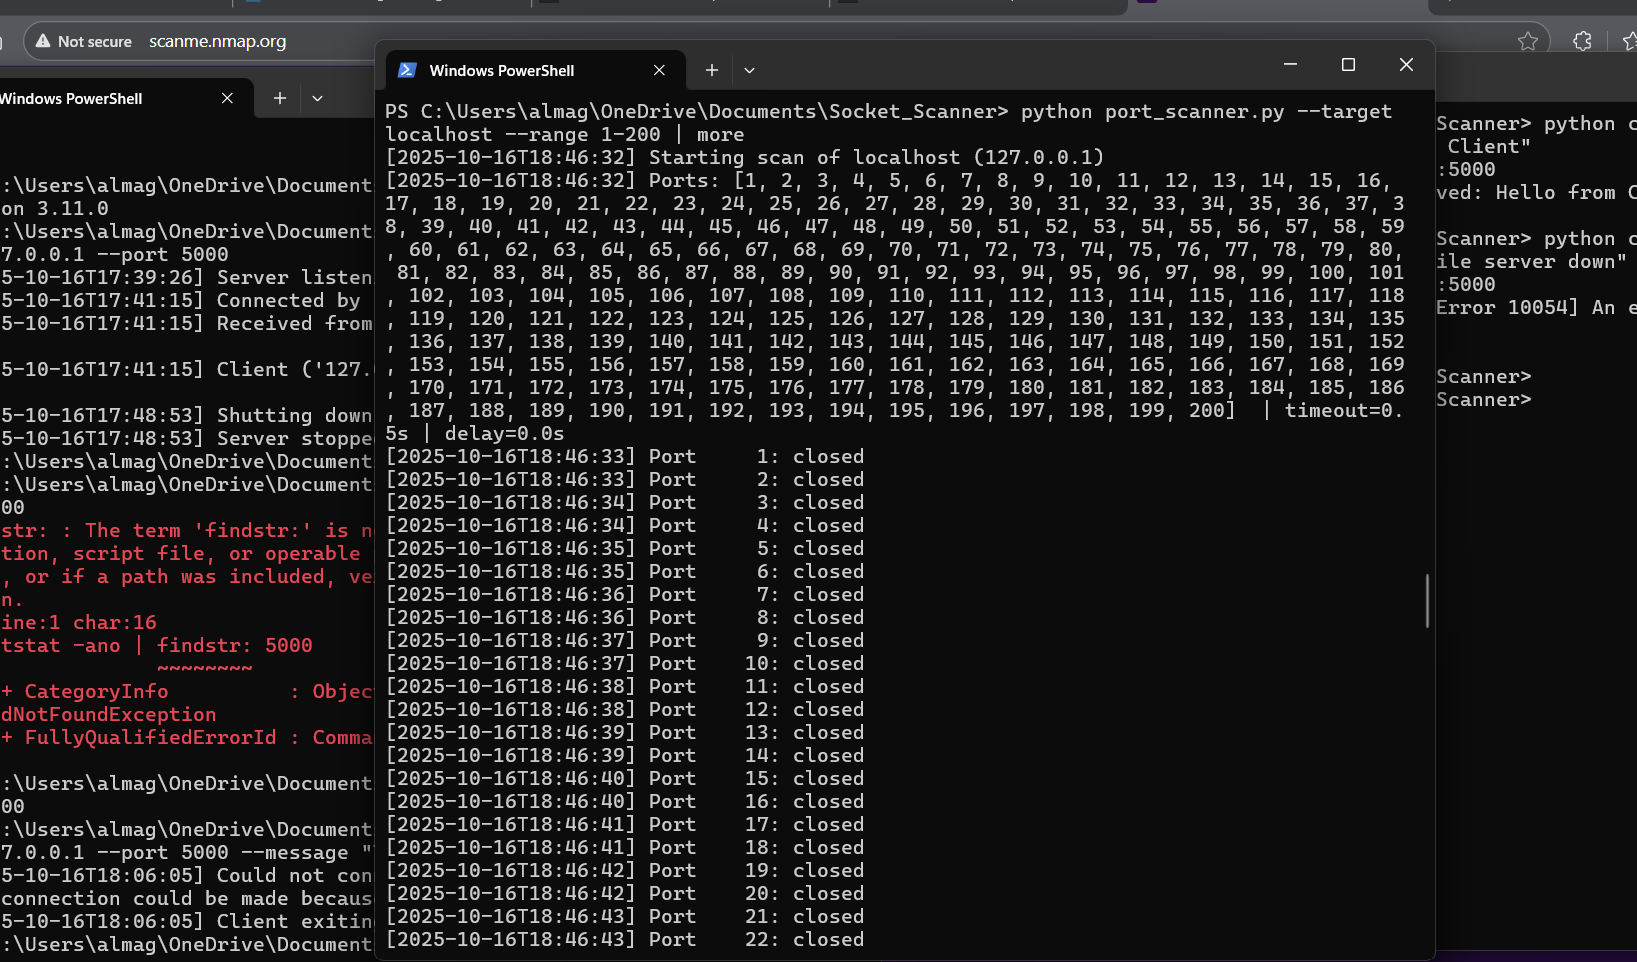 Not secure scanme.nmap.org
Windows PowerShell
PS C:\Users\almag\OneDrive\Documents\Socket_Scanner> python port_scanner.py --target
localhost --range 1-200 | more
[2025-10-16T18:46:32] Starting scan of localhost (127.0.0.1)
[2025-10-16T18:46:32] Ports: [1, 2, 3, 4, 5, 6, 7, 8, 9, 10, 11, 12, 13, 14, 15, 16,
17, 18, 19, 20, 21, 22, 23, 24, 25, 26, 27, 28, 29, 30, 31, 32, 33, 34, 35, 36, 37, 3
8, 39, 40, 41, 42, 43, 44, 45, 46, 47, 48, 49, 50, 51, 52, 53, 54, 55, 56, 57, 58, 59
, 60, 61, 62, 63, 64, 65, 66, 67, 68, 69, 70, 71, 72, 73, 74, 75, 76, 77, 78, 79, 80,
81, 82, 83, 84, 85, 86, 87, 88, 89, 90, 91, 92, 93, 94, 95, 96, 97, 98, 99, 100, 101
, 102, 103, 104, 105, 106, 107, 108, 109, 110, 111, 112, 113, 114, 115, 116, 117, 118
, 119, 120, 121, 122, 123, 124, 125, 126, 127, 128, 129, 130, 131, 132, 133, 134, 135
, 136, 137, 138, 139, 140, 141, 142, 143, 144, 145, 146, 147, 148, 149, 150, 151, 152
, 153, 154, 155, 156, 157, 158, 159, 160, 161, 162, 163, 164, 165, 166, 167, 168, 169
, 170, 171, 172, 173, 174, 175, 176, 177, 178, 179, 180, 181, 182, 183, 184, 185, 186
, 187, 188, 189, 190, 191, 192, 193, 194, 195, 196, 197, 198, 199, 200]  | timeout=0.
5s | delay=0.0s
[2025-10-16T18:46:33] Port     1: closed
[2025-10-16T18:46:33] Port     2: closed
[2025-10-16T18:46:34] Port     3: closed
[2025-10-16T18:46:34] Port     4: closed
[2025-10-16T18:46:35] Port     5: closed
[2025-10-16T18:46:35] Port     6: closed
[2025-10-16T18:46:36] Port     7: closed
[2025-10-16T18:46:36] Port     8: closed
[2025-10-16T18:46:37] Port     9: closed
[2025-10-16T18:46:37] Port    10: closed
[2025-10-16T18:46:38] Port    11: closed
[2025-10-16T18:46:38] Port    12: closed
[2025-10-16T18:46:39] Port    13: closed
[2025-10-16T18:46:39] Port    14: closed
[2025-10-16T18:46:40] Port    15: closed
[2025-10-16T18:46:40] Port    16: closed
[2025-10-16T18:46:41] Port    17: closed
[2025-10-16T18:46:41] Port    18: closed
[2025-10-16T18:46:42] Port    19: closed
[2025-10-16T18:46:42] Port    20: closed
[2025-10-16T18:46:43] Port    21: closed
[2025-10-16T18:46:43] Port    22: closed
Windows PowerShell
:\Users\almag\OneDrive\Document
on 3.11.0
:\Users\almag\OneDrive\Document
7.0.0.1 --port 5000
5-10-16T17:39:26] Server listen
5-10-16T17:41:15] Connected by
5-10-16T17:41:15] Received from
5-10-16T17:41:15] Client ('127.
5-10-16T17:48:53] Shutting down
5-10-16T17:48:53] Server stoppe
:\Users\almag\OneDrive\Document
:\Users\almag\OneDrive\Document
00
str: : The term 'findstr:' is n
tion, script file, or operable
, or if a path was included, ve
n.
ine:1 char:16
tstat -ano | findstr: 5000
~~~~~~~~
+ CategoryInfo          : Objec
dNotFoundException
+ FullyQualifiedErrorId : Comma
:\Users\almag\OneDrive\Document
00
:\Users\almag\OneDrive\Document
7.0.0.1 --port 5000 --message "
5-10-16T18:06:05] Could not con
connection could be made becaus
5-10-16T18:06:05] Client exitin
:\Users\almag\OneDrive\Document
Scanner> python c
Client"
:5000
ved: Hello from C
Scanner> python c
ile server down"
:5000
Error 10054] An e
Scanner>
Scanner>